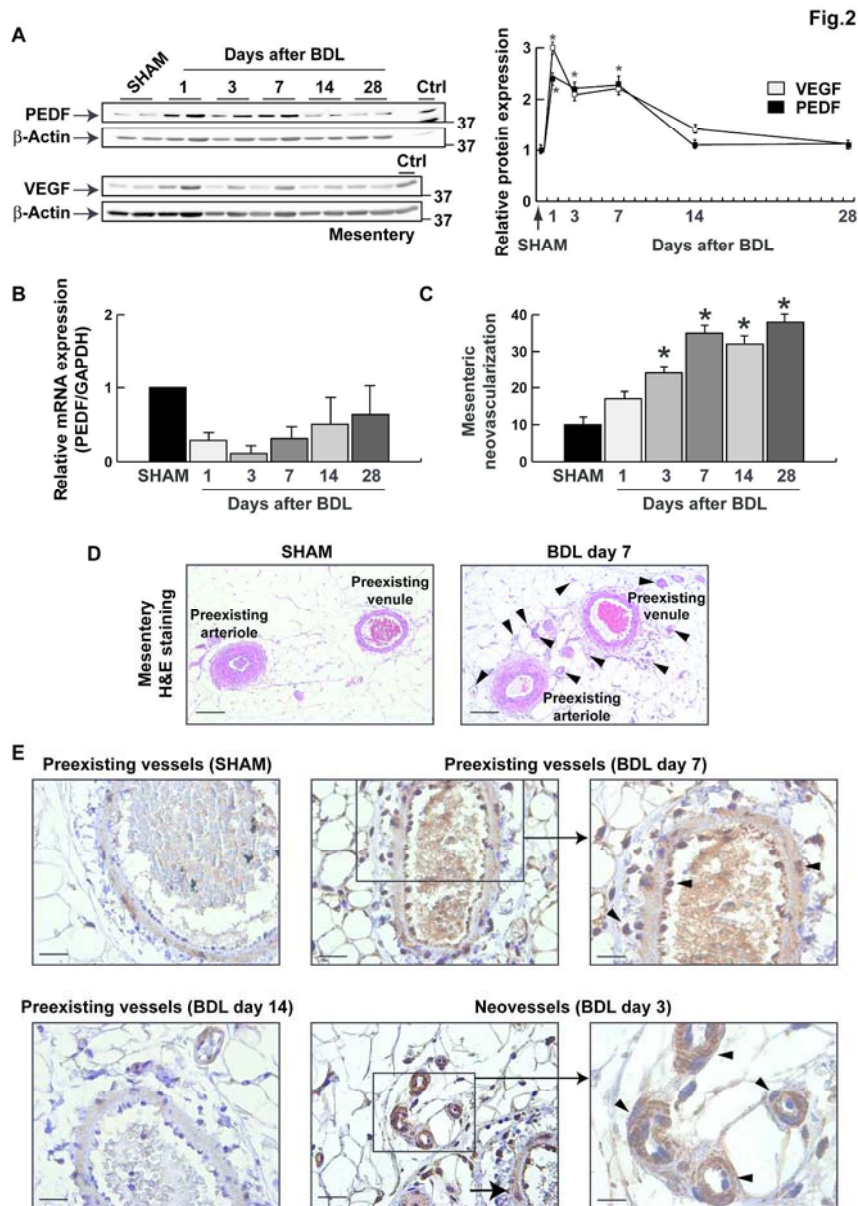 Fig.2
A
Days after BDL
SHAM 1 3 7 14 28 Ctrl
PEDF
37
β-Actin
37
Ctrl
VEGF
37
β-Actin
37
Mesentery
Relative protein expression
3
2
1
0
*
*
*
*
VEGF
PEDF
1 3 7 14 28
SHAM
Days after BDL
B
Relative mRNA expression
(PEDF/GAPDH)
2
1
0
SHAM 1 3 7 14 28
Days after BDL
C
Mesenteric
neovascularization
40
30
20
10
0
* * * *
SHAM 1 3 7 14 28
Days after BDL
D
SHAM
BDL day 7
Mesentery
H&E staining
Preexisting
arteriole
Preexisting
venule
Preexisting
venule
Preexisting
arteriole
E
Preexisting vessels (SHAM)
Preexisting vessels (BDL day 7)
Preexisting vessels (BDL day 14)
Neovessels (BDL day 3)